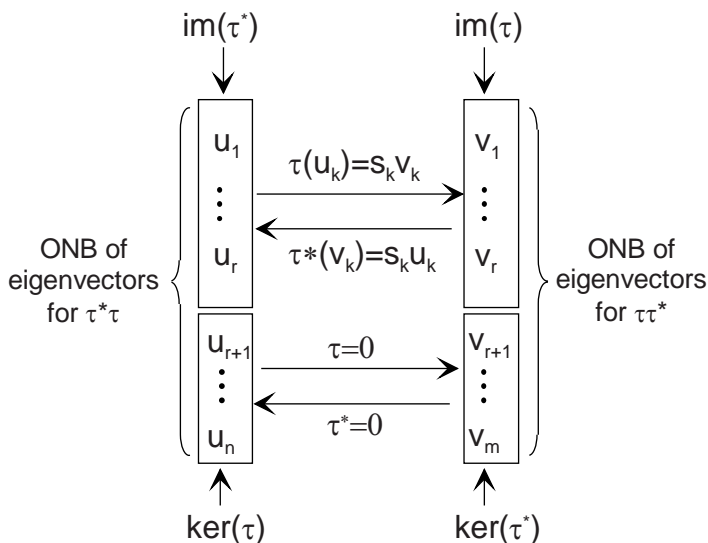 im(τ*) im(τ)
u₁ v₁
τ(uₖ)=sₖvₖ
⋮ ⋮
τ*(vₖ)=sₖuₖ
uᵣ vᵣ
ONB of
eigenvectors
for τ*τ
ONB of
eigenvectors
for ττ*
uᵣ₊₁ vᵣ₊₁
τ=0
⋮ ⋮
τ*=0
uₙ vₘ
ker(τ) ker(τ*)